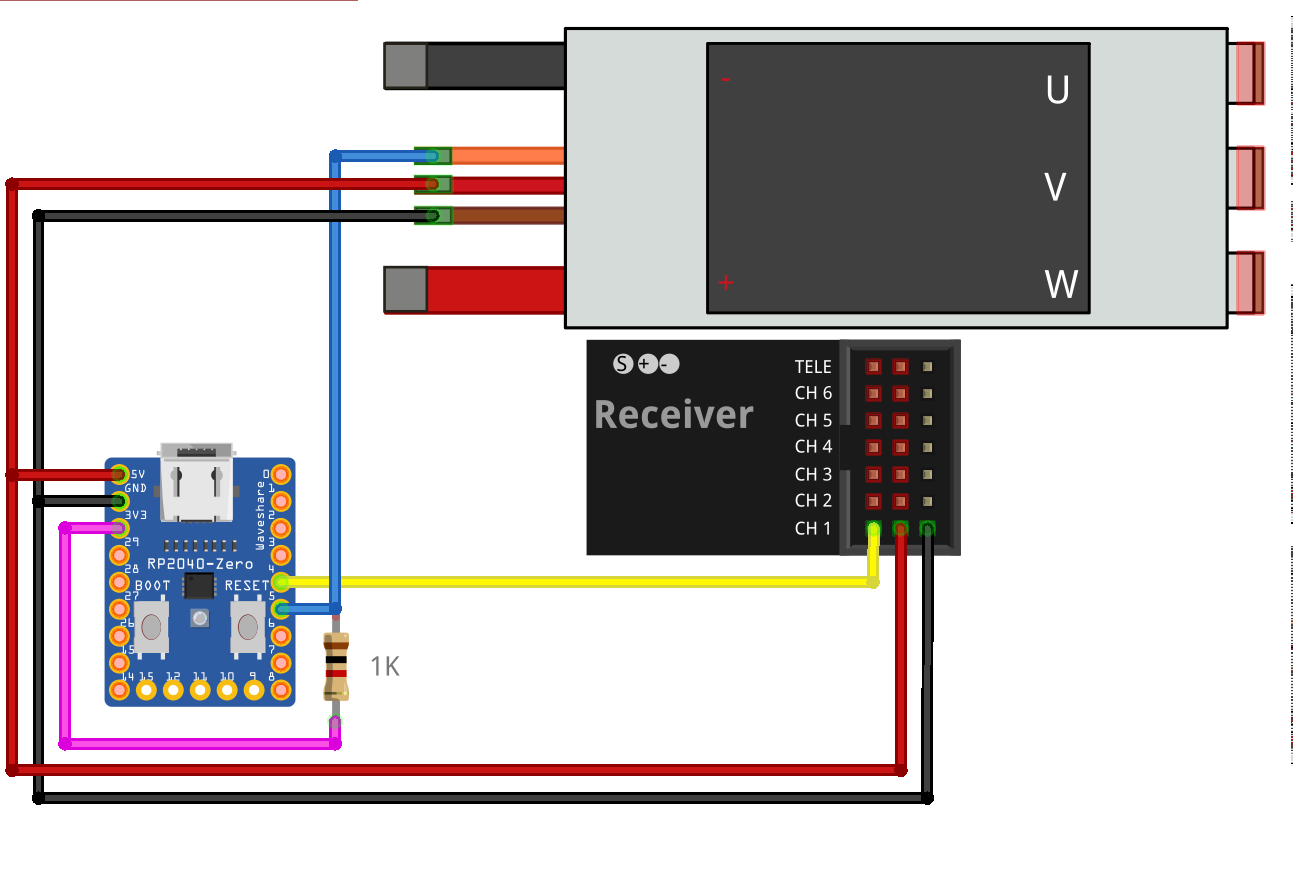 -
U
V
+
W
S + -
Receiver
TELE
CH 6
CH 5
CH 4
CH 3
CH 2
CH 1
5V
GND
3V3
29
28
27
26
15
14
15
12
11
10
9
8
0
1
2
3
4
5
6
7
Waveshare
RP2040-Zero
BOOT
RESET
1K